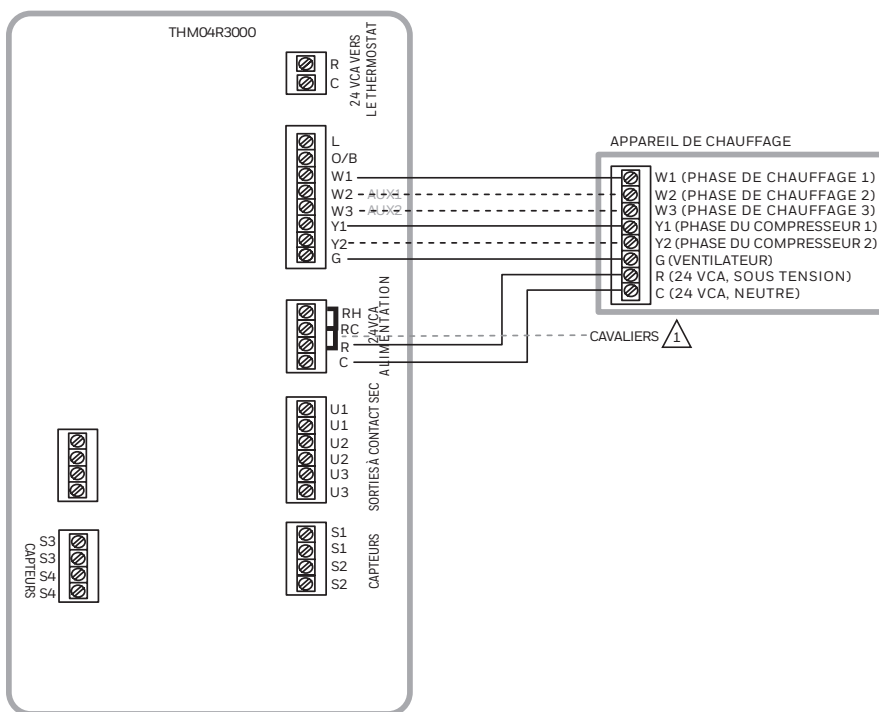 THM04R3000
24 VCA VERS
LE THERMOSTAT
R
C
L
O/B
W1
W2 AUX1
W3 AUX2
Y1
Y2
G
APPAREIL DE CHAUFFAGE
W1 (PHASE DE CHAUFFAGE 1)
W2 (PHASE DE CHAUFFAGE 2)
W3 (PHASE DE CHAUFFAGE 3)
Y1 (PHASE DU COMPRESSEUR 1)
Y2 (PHASE DU COMPRESSEUR 2)
G (VENTILATEUR)
R (24 VCA, SOUS TENSION)
C (24 VCA, NEUTRE)
RH
RC
R
C
24VCA
ALIMENTATION
CAVALIERS
1
U1
U1
U2
U2
U3
U3
SORTIES À CONTACT SEC
S1
S1
S2
S2
CAPTEURS
S3
S3
S4
S4
CAPTEURS